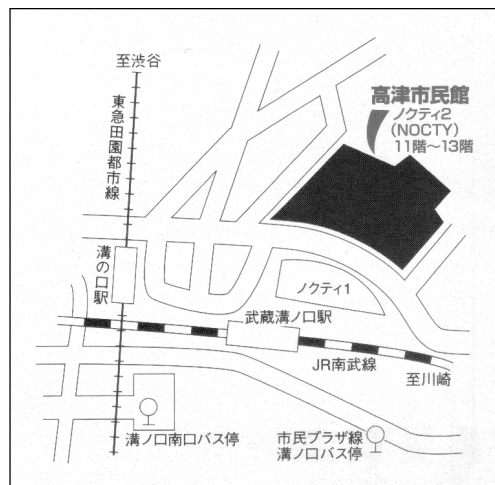 至渋谷
東急田園都市線
高津市民館
ノクティ2
(NOCTY)
11階〜13階
溝の口駅
ノクティ1
武蔵溝ノ口駅
JR南武線
至川崎
溝ノ口南口バス停
市民プラザ線
溝ノ口バス停